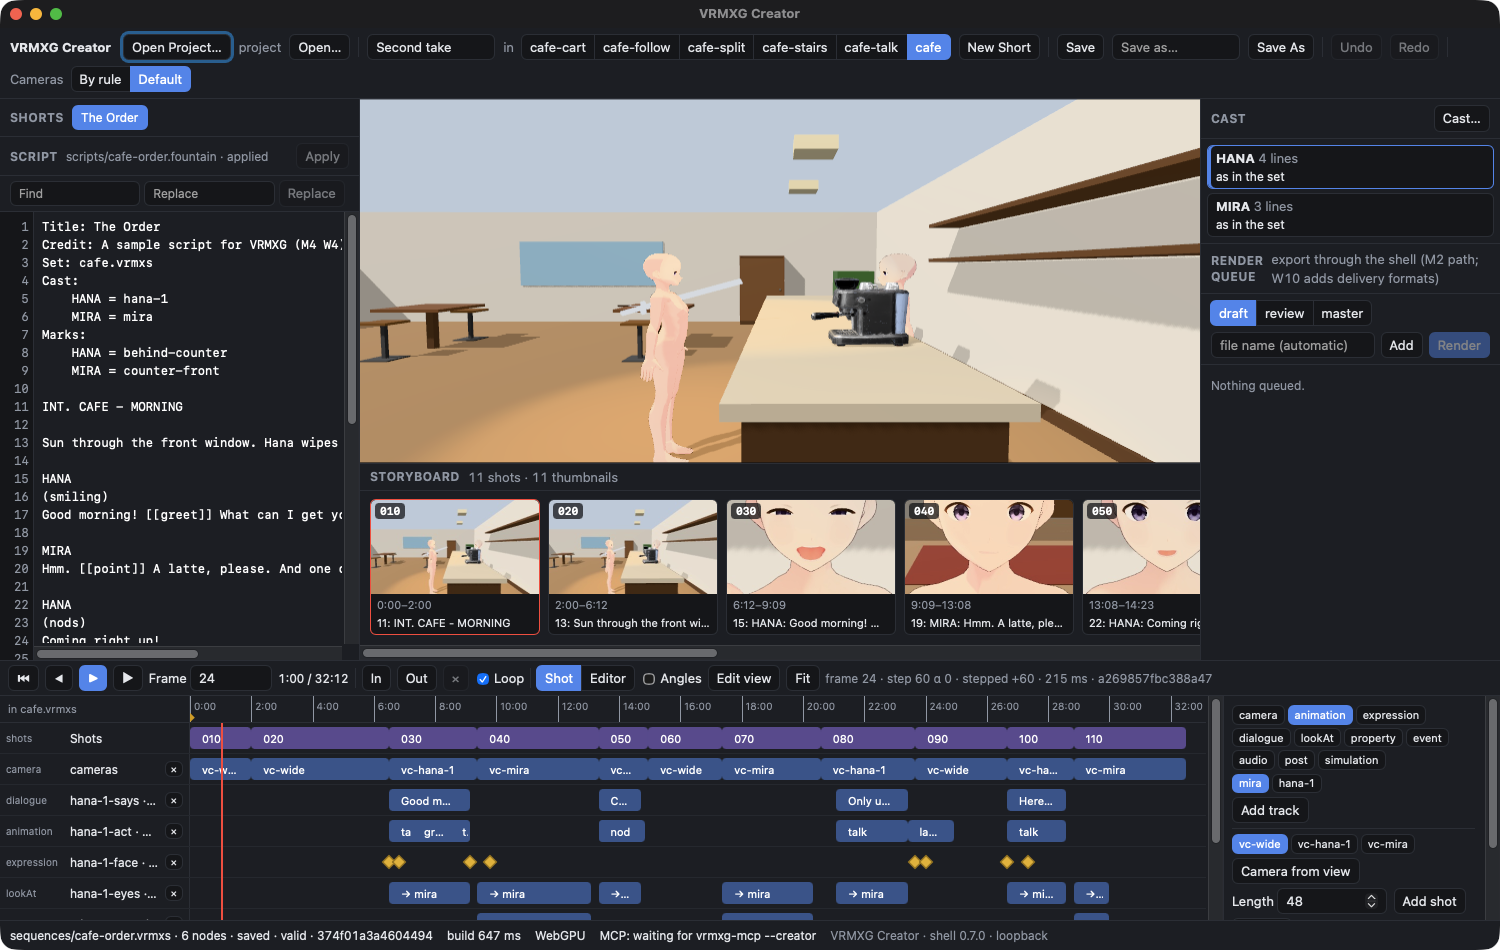 VRMXG Creator
VRMXG Creator Open Project... project Open... Second take in cafe-cart cafe-follow cafe-split cafe-stairs cafe-talk cafe New Short Save Save as... Save As Undo Redo
Cameras By rule Default
SHORTS The Order
SCRIPT scripts/cafe-order.fountain · applied Apply
Find Replace Replace
1 Title: The Order
2 Credit: A sample script for VRMXG (M4 W4)
3 Set: cafe.vrmxs
4 Cast:
5 HANA = hana-1
6 MIRA = mira
7 Marks:
8 HANA = behind-counter
9 MIRA = counter-front
10
11 INT. CAFE - MORNING
12
13 Sun through the front window. Hana wipes
14
15 HANA
16 (smiling)
17 Good morning! [[greet]] What can I get yo
18
19 MIRA
20 Hmm. [[point]] A latte, please. And one
21
22 HANA
23 (nods)
24 Coming right up!
25
STORYBOARD 11 shots · 11 thumbnails
010
0:00–2:00
11: INT. CAFE - MORNING
020
2:00–6:12
13: Sun through the front wi...
030
6:12–9:09
15: HANA: Good morning! ...
040
9:09–13:08
19: MIRA: Hmm. A latte, ple...
050
13:08–14:23
22: HANA: Coming rig
CAST Cast...
HANA 4 lines
as in the set
MIRA 3 lines
as in the set
RENDER QUEUE export through the shell (M2 path; W10 adds delivery formats)
draft review master
file name (automatic) Add Render
Nothing queued.
Frame 24 1:00 / 32:12 In Out × Loop Shot Editor Angles Edit view Fit frame 24 · step 60 α 0 · stepped +60 · 215 ms · a269857fbc388a47
in cafe.vrmxs 0:00 2:00 4:00 6:00 8:00 10:00 12:00 14:00 16:00 18:00 20:00 22:00 24:00 26:00 28:00 30:00 32:00
shots Shots 010 020 030 040 050 060 070 080 090 100 110
camera cameras × vc-w... vc-wide vc-hana-1 vc-mira vc... vc-wide vc-mira vc-hana-1 vc-wide vc-ha... vc-mira
dialogue hana-1-says ·... × Good m... C... Only u... Here...
animation hana-1-act · ... × ta gr... t. nod talk la... talk
expression hana-1-face · ... ×
lookAt hana-1-eyes ·... × → mira → mira →... → mira → mira → mi... →...
camera animation expression
dialogue lookAt property event
audio post simulation
mira hana-1
Add track
vc-wide vc-hana-1 vc-mira
Camera from view
Length 48 Add shot
sequences/cafe-order.vrmxs · 6 nodes · saved · valid · 374f01a3a4604494 build 647 ms WebGPU MCP: waiting for vrmxg-mcp --creator VRMXG Creator · shell 0.7.0 · loopback